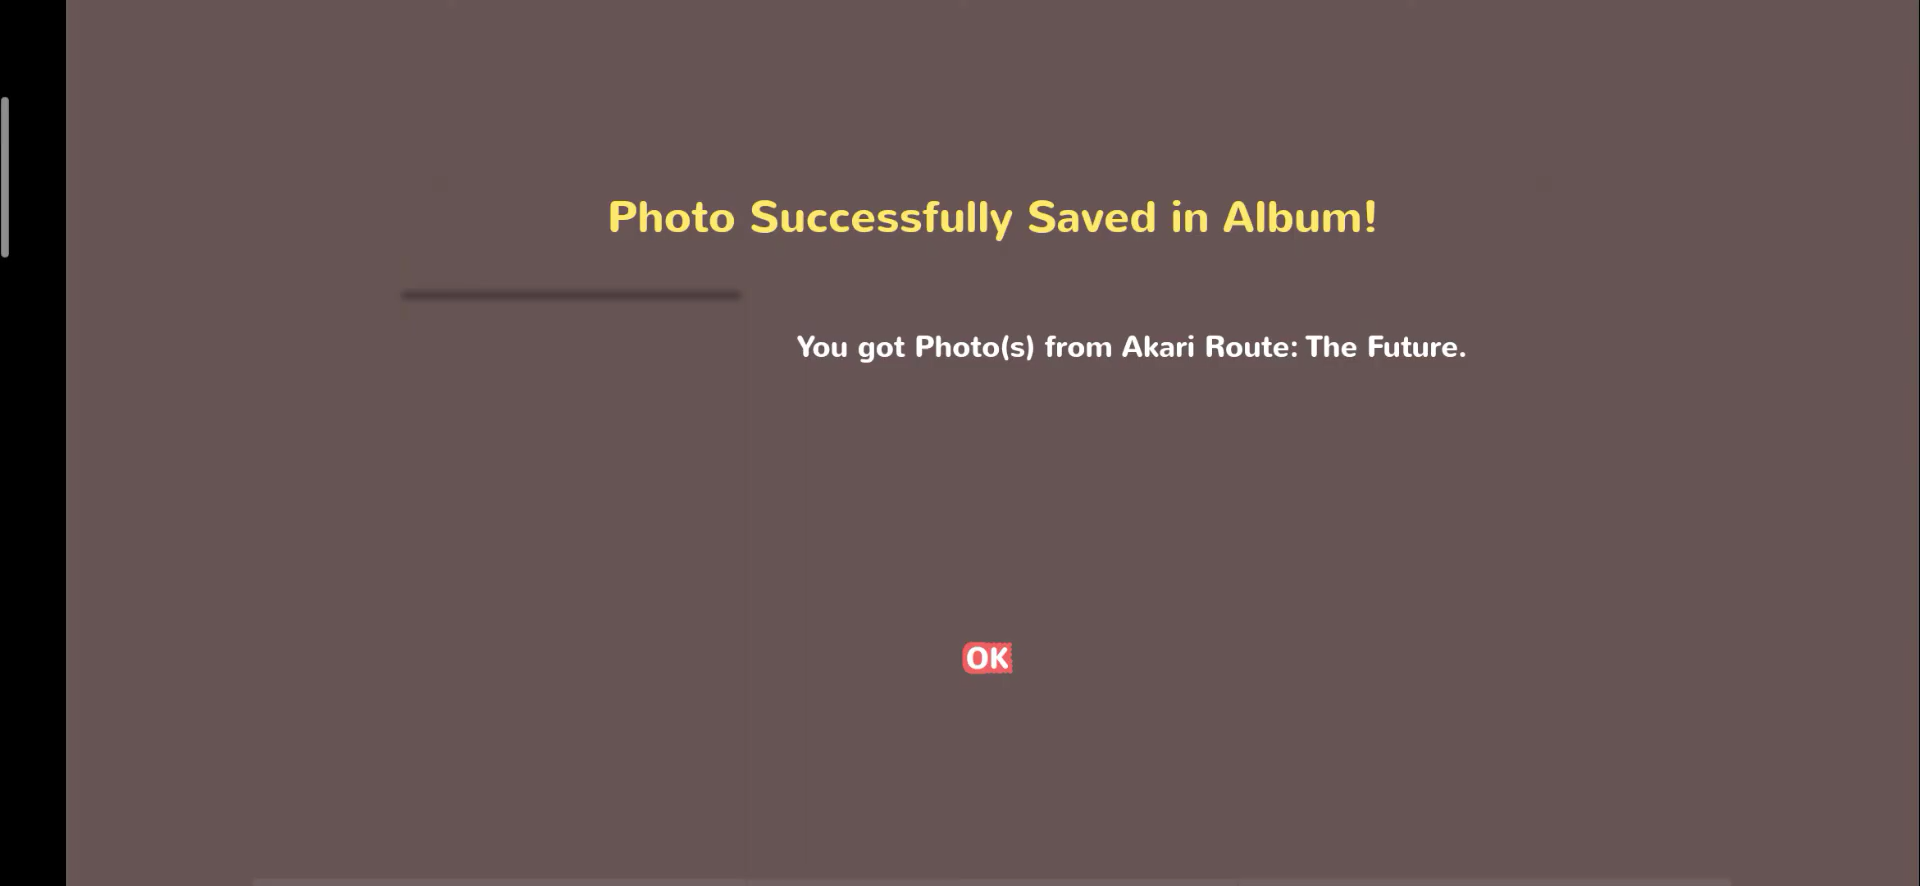 Photo Successfully Saved in Album!
You got Photo(s) from Akari Route: The Future.
OK